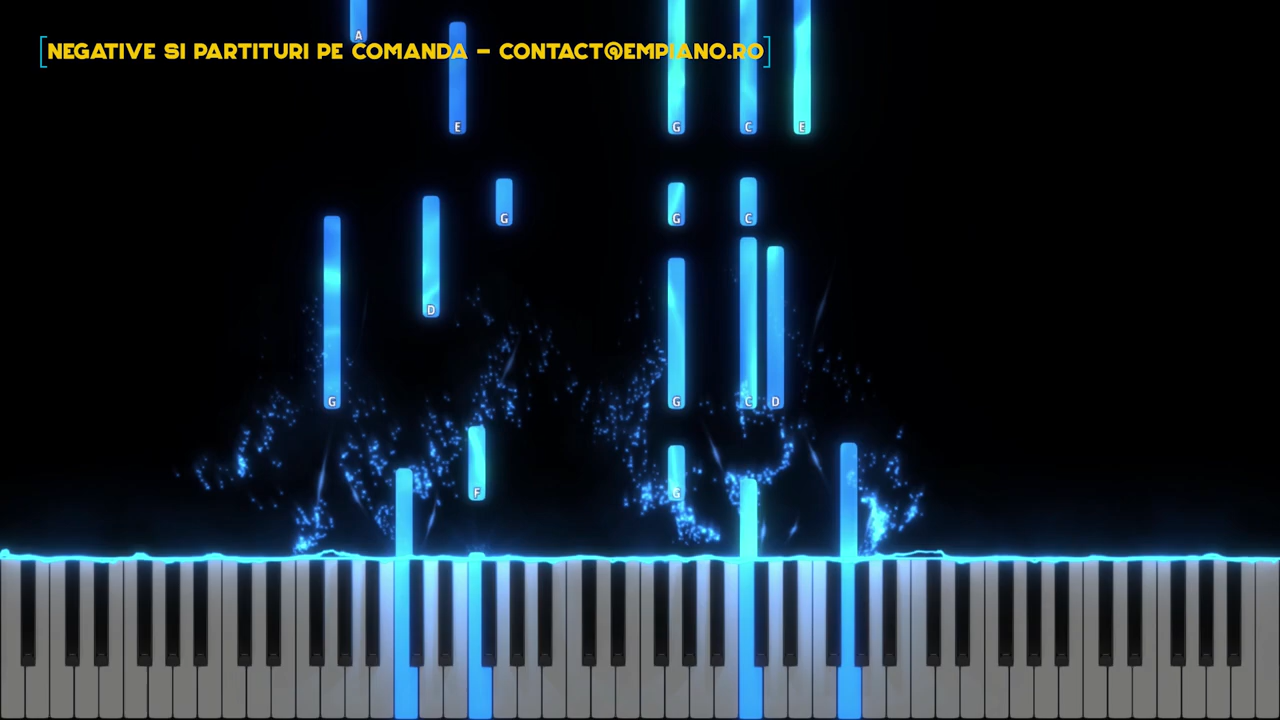 A
[NEGATIVE SI PARTITURI PE COMANDA – CONTACT@EMPIANO.RO]
E G C E
G G C
D
G G C D
F G